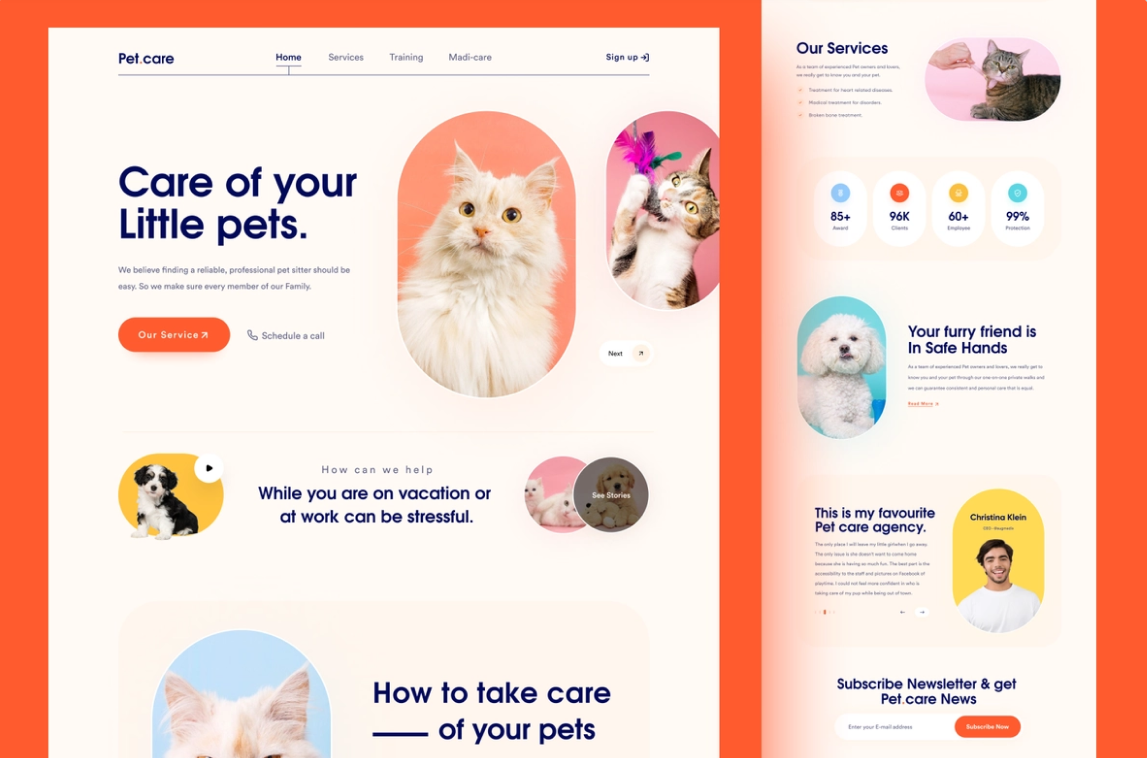 Pet.care
Home
Services
Training
Madi-care
Sign up
Care of your
Little pets.
We believe finding a reliable, professional pet sitter should be
easy. So we make sure every member of our Family.
Our Service
Schedule a call
Next
How can we help
While you are on vacation or
at work can be stressful.
See Stories
How to take care
of your pets
Our Services
As a team of experienced Pet owners and lovers,
we really get to know you and your pet.
Treatment for heart related diseases.
Medical treatment for disorders.
Broken bone treatment.
85+
Award
96K
Clients
60+
Employee
99%
Protection
Your furry friend is
In Safe Hands
As a team of experienced Pet owners and lovers, we really get to
know you and your pet through our one-on-one private walks and
we can guarantee consistent and personal care that is equal.
Read More
This is my favourite
Pet care agency.
The only place I will leave my little girl when I go away.
The only issue is she doesn't want to come home
because she is having so much fun. The best part is the
accessibility to the staff and pictures on Facebook of
playtime. I could not feel more confident in who is
taking care of my pup while being out of town.
Christina Klein
Subscribe Newsletter & get
Pet.care News
Enter your E-mail address
Subscribe Now